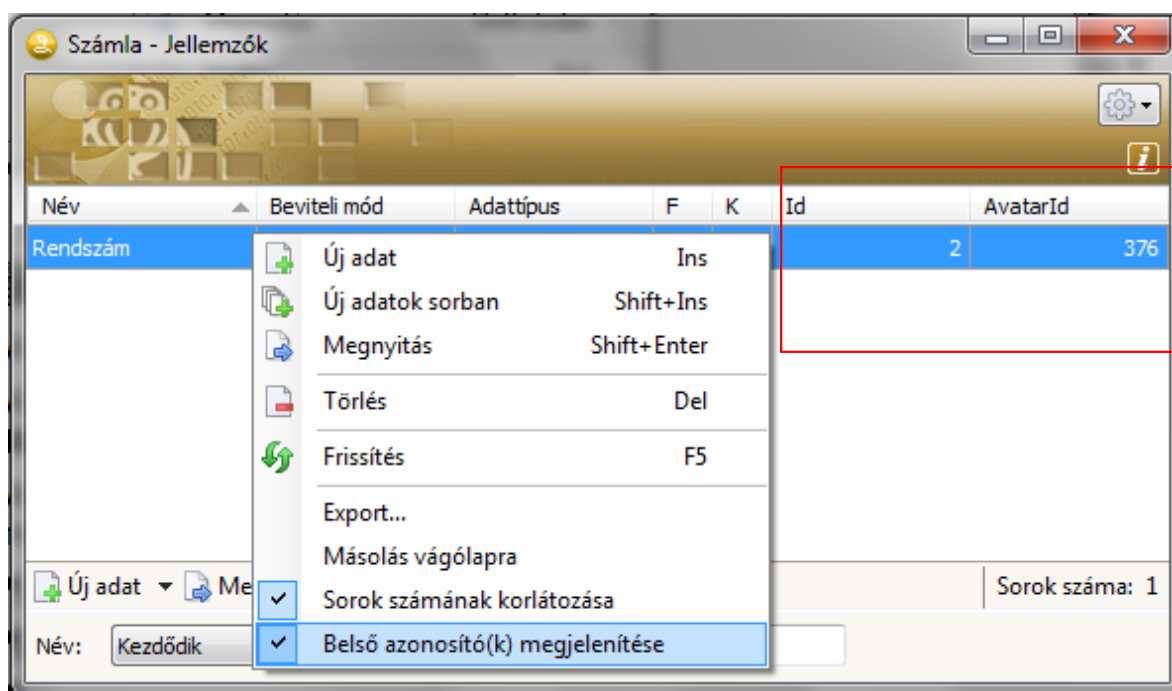 Számla - Jellemzők
Név Beviteli mód Adattípus F K Id AvatarId
Rendszám 2 376
Új adat Ins
Új adatok sorban Shift+Ins
Megnyitás Shift+Enter
Törlés Del
Frissítés F5
Export...
Másolás vágólapra
Sorok számának korlátozása
Belső azonosító(k) megjelenítése
Új adat Me Sorok száma: 1
Név: Kezdődik